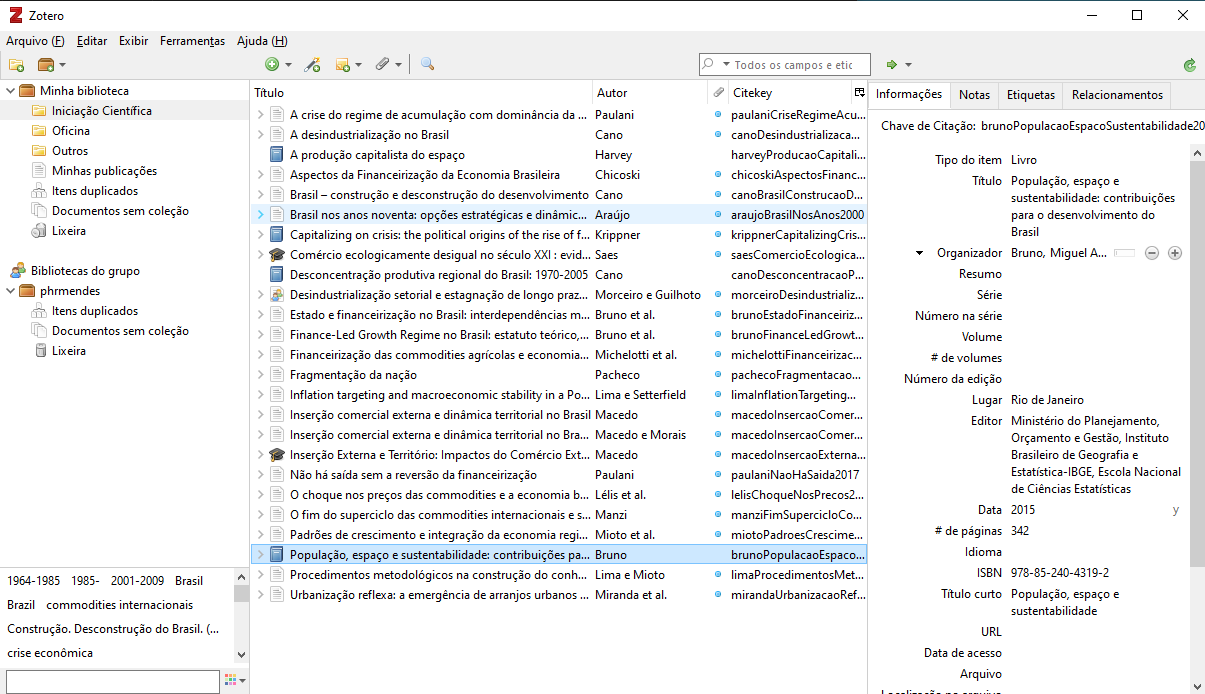 Zotero
Arquivo (F) Editar Exibir Ferramentas Ajuda (H)
Todos os campos e etic
Minha biblioteca
Iniciação Científica
Oficina
Outros
Minhas publicações
Itens duplicados
Documentos sem coleção
Lixeira
Bibliotecas do grupo
phrmendes
Itens duplicados
Documentos sem coleção
Lixeira
1964-1985 1985- 2001-2009 Brasil
Brazil commodities internacionais
Construção. Desconstrução do Brasil. (...
crise econômica
Título Autor Citekey
A crise do regime de acumulação com dominância da ... Paulani paulaniCriseRegimeAcu...
A desindustrialização no Brasil Cano canoDesindustrializaca...
A produção capitalista do espaço Harvey harveyProducaoCapitali...
Aspectos da Financeirização da Economia Brasileira Chicoski chicoskiAspectosFinanc...
Brasil – construção e desconstrução do desenvolvimento Cano canoBrasilConstrucaoD...
Brasil nos anos noventa: opções estratégicas e dinâmic... Araújo araujoBrasilNosAnos2000
Capitalizing on crisis: the political origins of the rise of f... Krippner krippnerCapitalizingCris...
Comércio ecologicamente desigual no século XXI : evid... Saes saesComercioEcologica...
Desconcentração produtiva regional do Brasil: 1970-2005 Cano canoDesconcentracaoP...
Desindustrialização setorial e estagnação de longo praz... Morceiro e Guilhoto morceiroDesindustrializ...
Estado e financeirização no Brasil: interdependências m... Bruno et al. brunoEstadoFinanceiriz...
Finance-Led Growth Regime no Brasil: estatuto teórico,... Bruno et al. brunoFinanceLedGrowt...
Financeirização das commodities agrícolas e economia... Michelotti et al. michelottiFinanceirizac...
Fragmentação da nação Pacheco pachecoFragmentacao...
Inflation targeting and macroeconomic stability in a Po... Lima e Setterfield limaInflationTargeting...
Inserção comercial externa e dinâmica territorial no Brasil Macedo macedoInsercaoComer...
Inserção comercial externa e dinâmica territorial no Bra... Macedo e Morais macedoInsercaoComer...
Inserção Externa e Território: Impactos do Comércio Ext... Macedo macedoInsercaoExterna...
Não há saída sem a reversão da financeirização Paulani paulaniNaoHaSaida2017
O choque nos preços das commodities e a economia b... Lélis et al. lelisChoqueNosPrecos2...
O fim do superciclo das commodities internacionais e s... Manzi manziFimSupercicloCo...
Padrões de crescimento e integração da economia regi... Mioto et al. miotoPadroesCrescime...
População, espaço e sustentabilidade: contribuições pa... Bruno brunoPopulacaoEspaco...
Procedimentos metodológicos na construção do conh... Lima e Mioto limaProcedimentosMet...
Urbanização reflexa: a emergência de arranjos urbanos ... Miranda et al. mirandaUrbanizacaoRef...
Informações Notas Etiquetas Relacionamentos
Chave de Citação: brunoPopulacaoEspacoSustentabilidade20
Tipo do item Livro
Título População, espaço e
sustentabilidade: contribuições
para o desenvolvimento do
Brasil
Organizador Bruno, Miguel A...
Resumo
Série
Número na série
Volume
# de volumes
Número da edição
Lugar Rio de Janeiro
Editor Ministério do Planejamento,
Orçamento e Gestão, Instituto
Brasileiro de Geografia e
Estatística-IBGE, Escola Nacional
de Ciências Estatísticas
Data 2015 y
# de páginas 342
Idioma
ISBN 978-85-240-4319-2
Título curto População, espaço e
sustentabilidade
URL
Data de acesso
Arquivo
Localização no arquivo